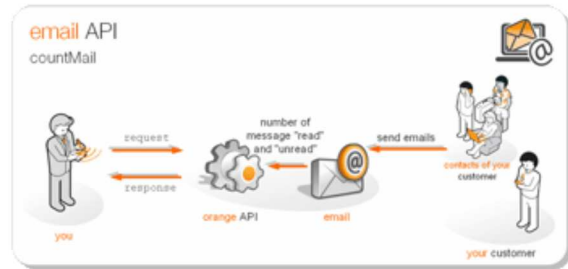 email API
countMail
request
response
number of
message "read"
and "unread"
send emails
@
@
contacts of your
customer
you
orange API
email
your customer